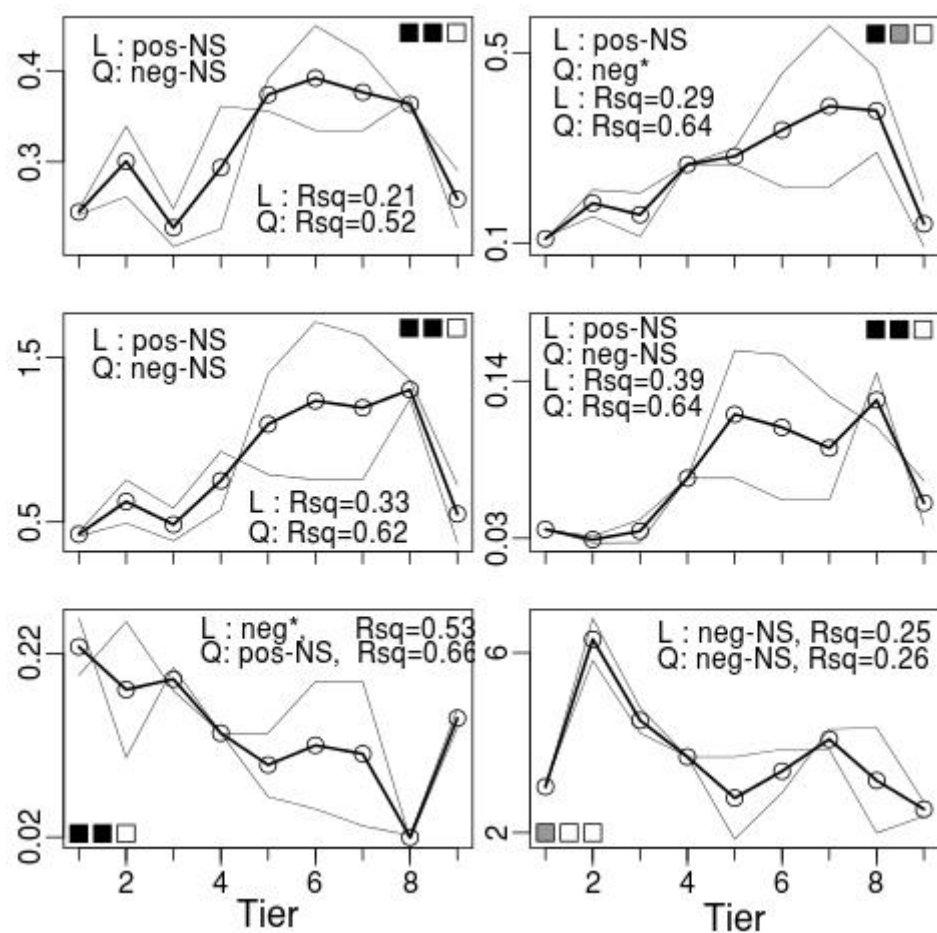 L : pos-NS
Q: neg-NS
0.4
0.3
L : Rsq=0.21
Q: Rsq=0.52
L : pos-NS
Q: neg*
L : Rsq=0.29
Q: Rsq=0.64
0.5
0.1
L : pos-NS
Q: neg-NS
1.5
0.5
L : Rsq=0.33
Q: Rsq=0.62
L : pos-NS
Q: neg-NS
L : Rsq=0.39
Q: Rsq=0.64
0.14
0.03
L : neg*, Rsq=0.53
Q: pos-NS, Rsq=0.66
0.22
0.02
2 4 6 8
Tier
L : neg-NS, Rsq=0.25
Q: neg-NS, Rsq=0.26
6
2
2 4 6 8
Tier